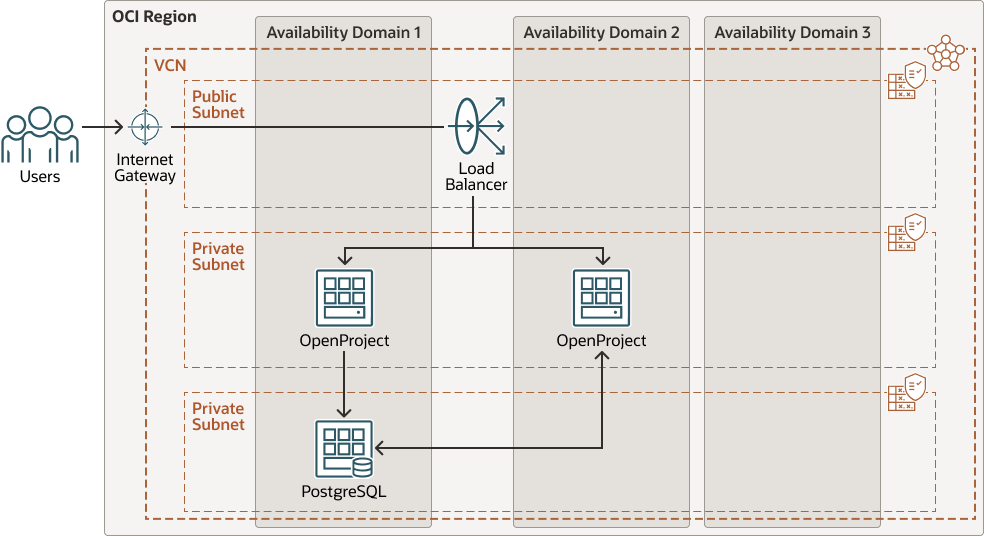 OCI Region
Availability Domain 1
Availability Domain 2
Availability Domain 3
VCN
Public
Subnet
Users
Internet
Gateway
Load
Balancer
Private
Subnet
OpenProject
OpenProject
Private
Subnet
PostgreSQL